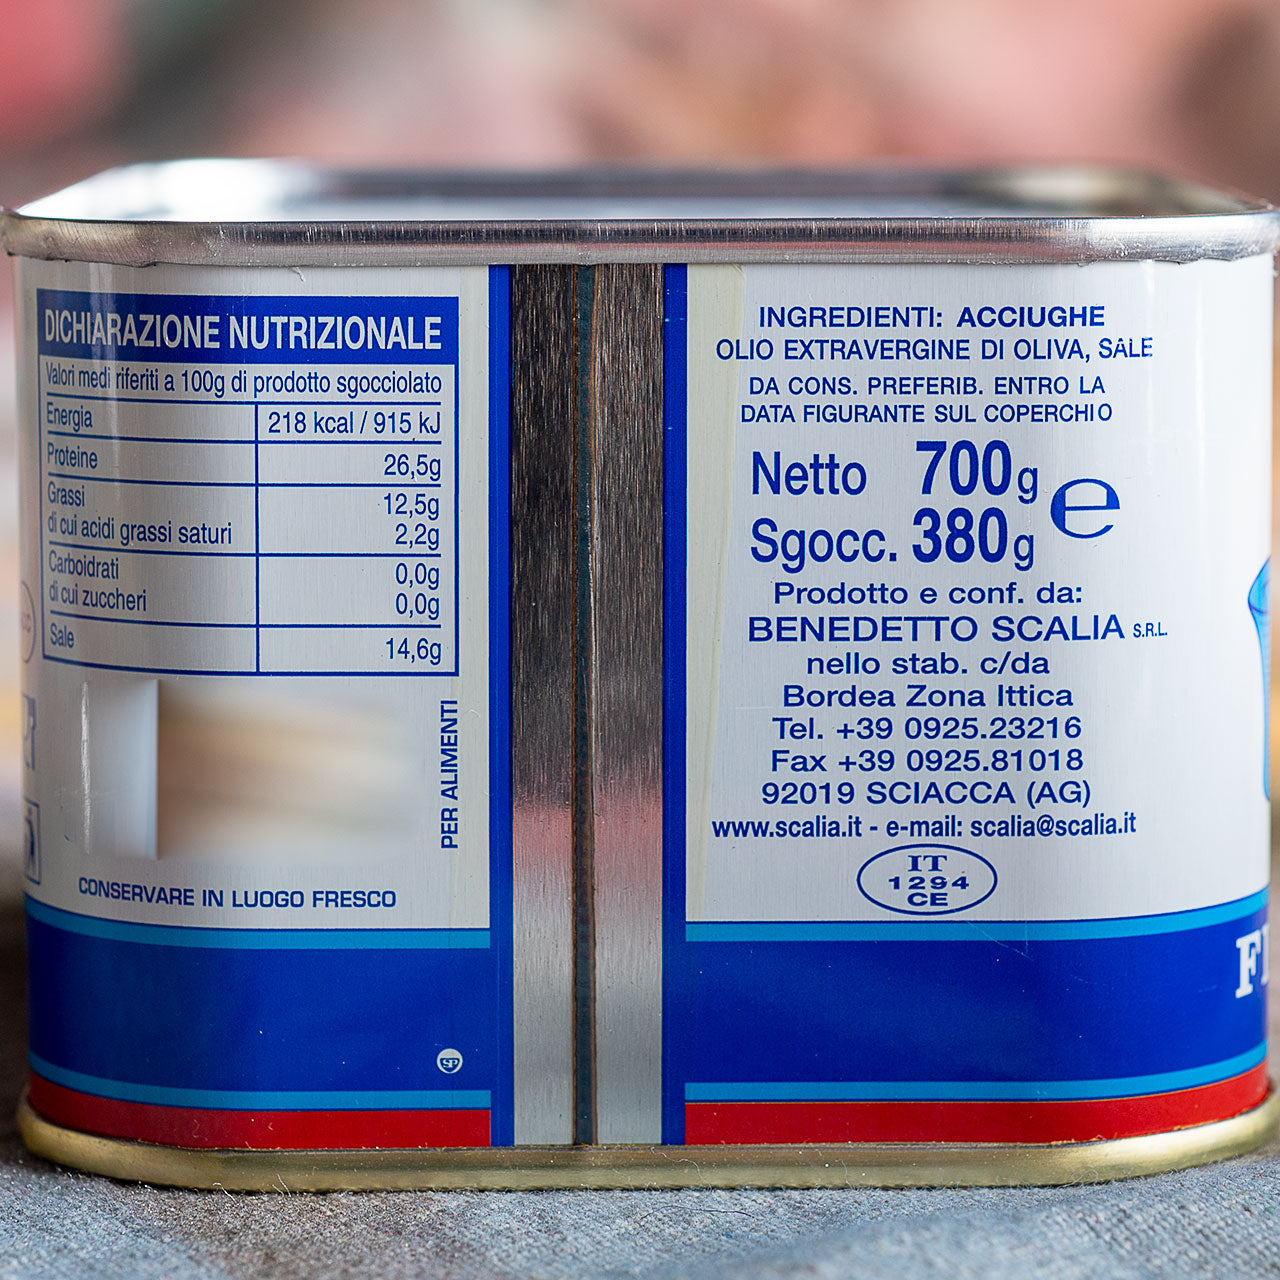 DICHIARAZIONE NUTRIZIONALE
Valori medi riferiti a 100g di prodotto sgocciolato
Energia 218 kcal / 915 kJ
Proteine 26,5g
Grassi 12,5g
di cui acidi grassi saturi 2,2g
Carboidrati 0,0g
di cui zuccheri 0,0g
Sale 14,6g
PER ALIMENTI
CONSERVARE IN LUOGO FRESCO
SP
INGREDIENTI: ACCIUGHE
OLIO EXTRAVERGINE DI OLIVA, SALE
DA CONS. PREFERIB. ENTRO LA
DATA FIGURANTE SUL COPERCHIO
Netto 700g e
Sgocc. 380g
Prodotto e conf. da:
BENEDETTO SCALIA S.R.L.
nello stab. c/da
Bordea Zona Ittica
Tel. +39 0925.23216
Fax +39 0925.81018
92019 SCIACCA (AG)
www.scalia.it - e-mail: scalia@scalia.it
IT
1294
CE